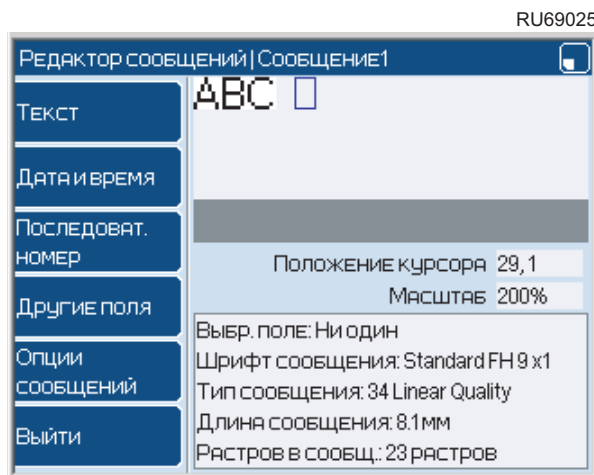 RU69025
Редактор сообщений|Сообщение1
Текст
ABC
Дата и время
Последоват.
номер
Положение курсора 29,1
Масштаб 200%
Другие поля
Выбр. поле: Ни один
Опции
сообщений
Шрифт сообщения: Standard FH 9 x1
Тип сообщения: 34 Linear Quality
Длина сообщения: 8.1мм
Выйти
Растров в сообщ.: 23 растров